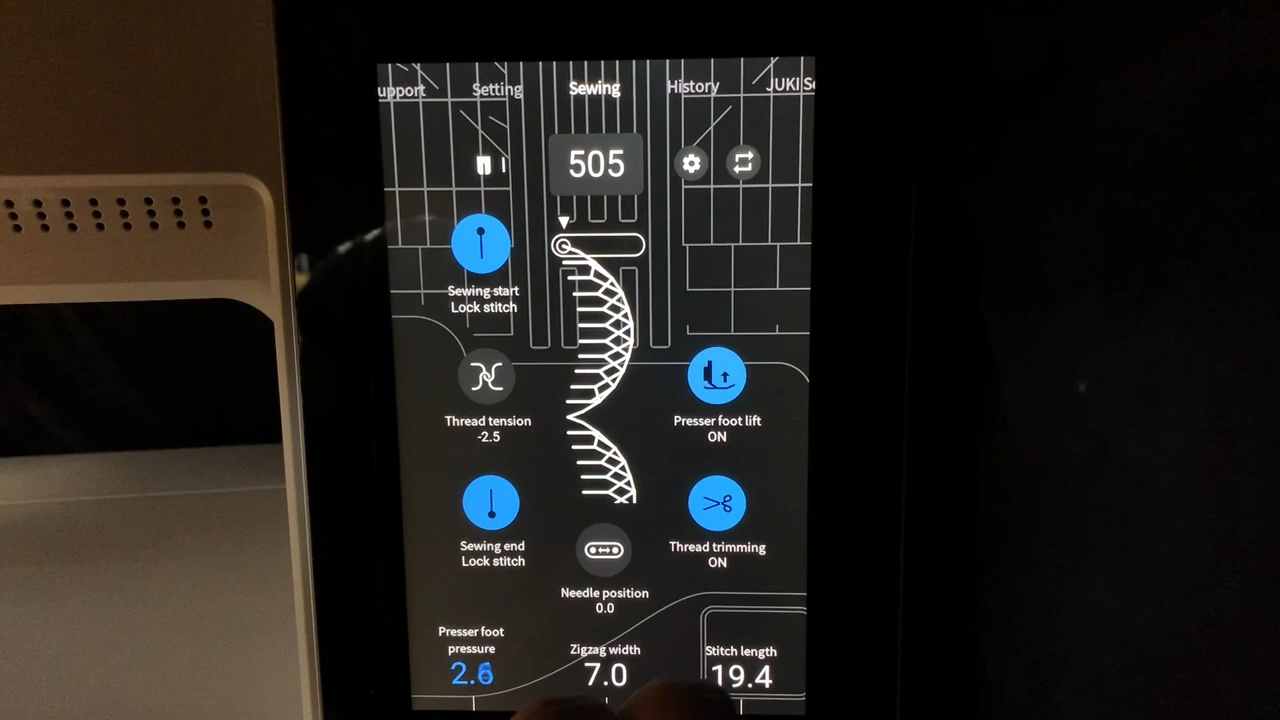 upport Setting Sewing History JUKI S
505
Sewing start
Lock stitch
Thread tension
-2.5
Presser foot lift
ON
Sewing end
Lock stitch
Thread trimming
ON
Needle position
0.0
Presser foot
pressure
Zigzag width
7.0
Stitch length
19.4